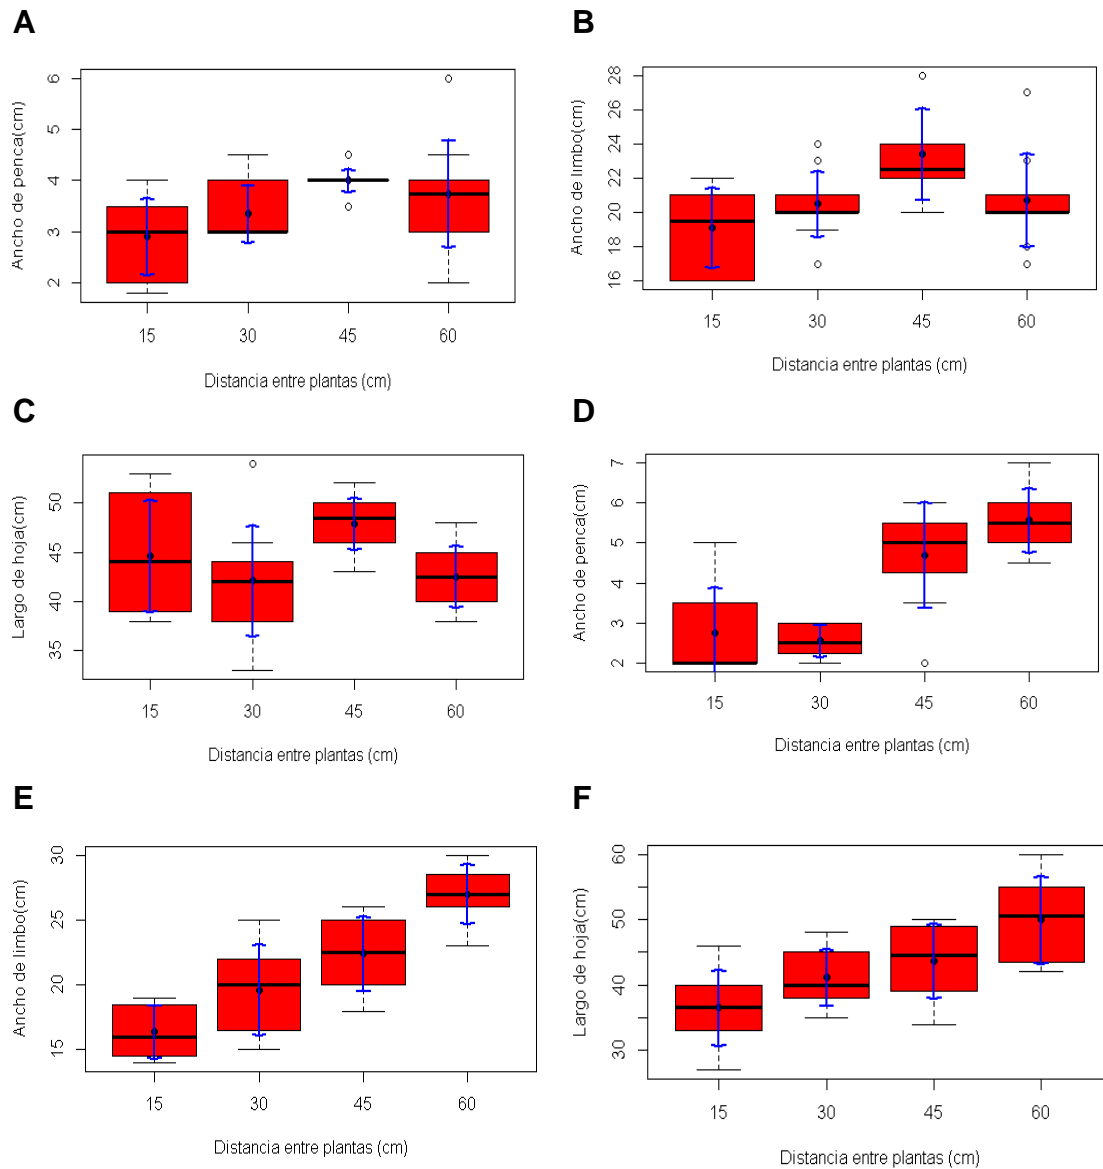 A
Ancho de penca(cm)
6
5
4
3
2
15 30 45 60
Distancia entre plantas (cm)
B
Ancho de limbo(cm)
28
26
24
22
20
18
16
15 30 45 60
Distancia entre plantas (cm)
C
Largo de hoja(cm)
50
45
40
35
15 30 45 60
Distancia entre plantas (cm)
D
Ancho de penca(cm)
7
6
5
4
3
2
15 30 45 60
Distancia entre plantas (cm)
E
Ancho de limbo(cm)
30
25
20
15
15 30 45 60
Distancia entre plantas (cm)
F
Largo de hoja(cm)
60
50
40
30
15 30 45 60
Distancia entre plantas (cm)